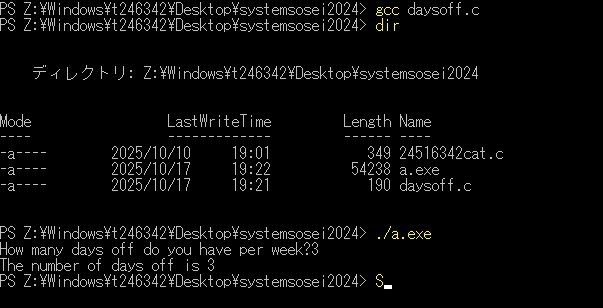 PS Z:¥Windows¥t246342¥Desktop¥systemsosei2024> gcc daysoff.c
PS Z:¥Windows¥t246342¥Desktop¥systemsosei2024> dir
ディレクトリ: Z:¥Windows¥t246342¥Desktop¥systemsosei2024
Mode LastWriteTime Length Name
---- ------------- ------ ----
-a---- 2025/10/10 19:01 349 24516342cat.c
-a---- 2025/10/17 19:22 54238 a.exe
-a---- 2025/10/17 19:21 190 daysoff.c
PS Z:¥Windows¥t246342¥Desktop¥systemsosei2024> ./a.exe
How many days off do you have per week?3
The number of days off is 3
PS Z:¥Windows¥t246342¥Desktop¥systemsosei2024> S